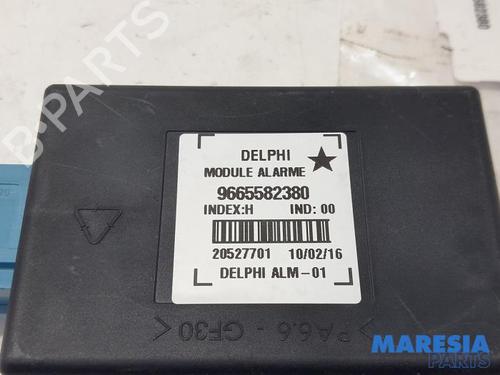 DELPHI
MODULE ALARME
9665582380
INDEX:H IND: 00
20527701 10/02/16
DELPHI ALM-01
>PA6.6 - GF30<
B-PARTS
MARESIA
PARTS